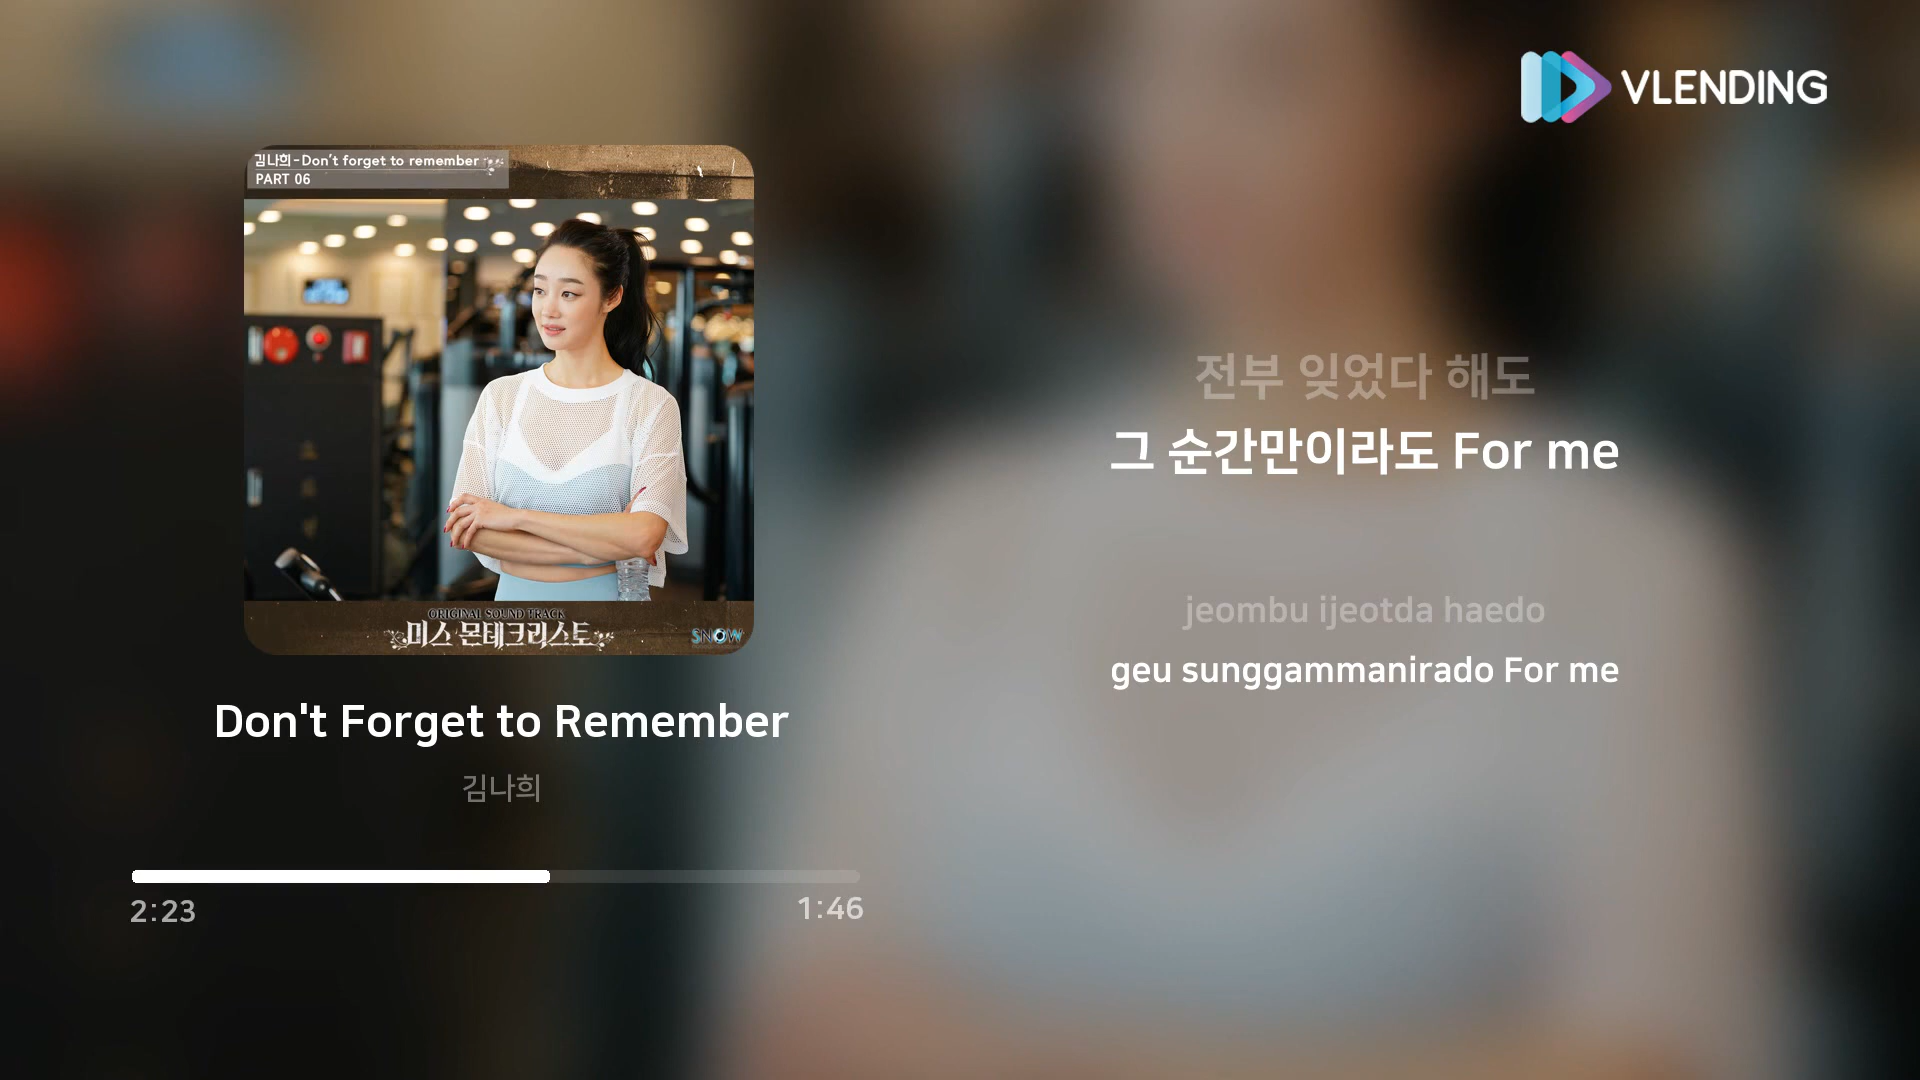 VLENDING
김나희-Don't forget to remember
PART 06
ORIGINAL SOUND TRACK
미스 몬테크리스토
SNOW
Don't Forget to Remember
김나희
2:23
1:46
전부 잊었다 해도
그 순간만이라도 For me
jeombu ijeotda haedo
geu sunggammanirado For me